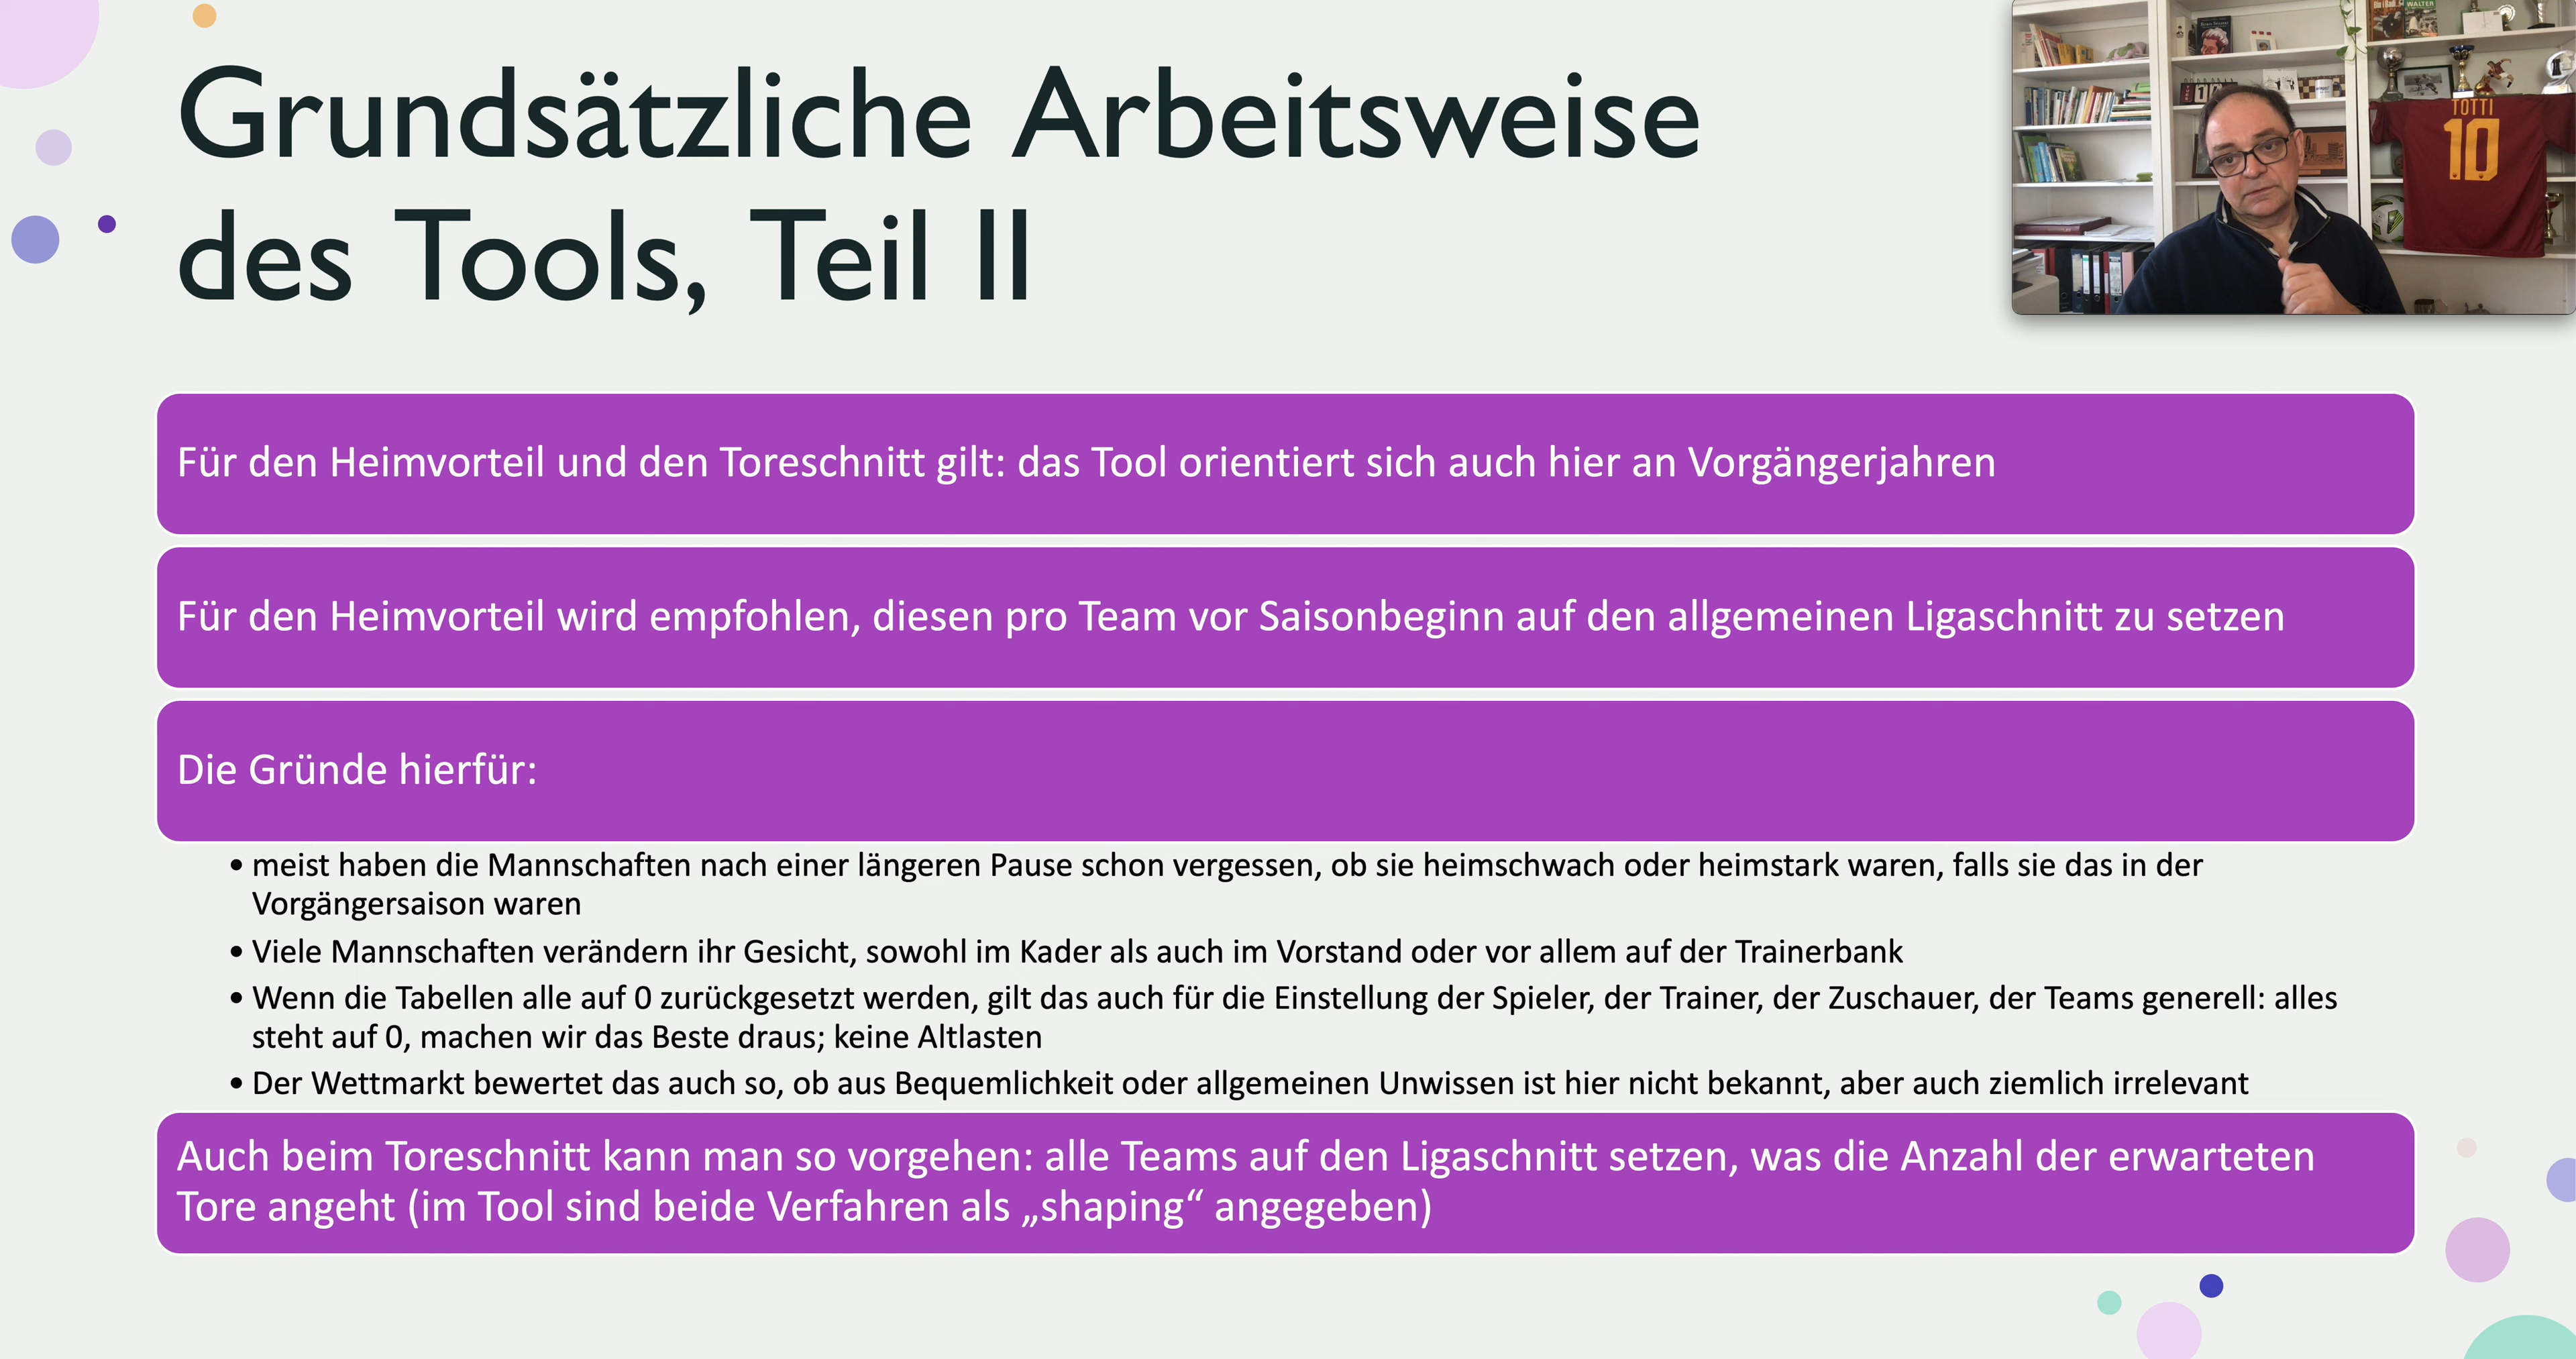 Grundsätzliche Arbeitsweise
des Tools, Teil II
TOTTI
10
WALTER
Für den Heimvorteil und den Toreschnitt gilt: das Tool orientiert sich auch hier an Vorgängerjahren
Für den Heimvorteil wird empfohlen, diesen pro Team vor Saisonbeginn auf den allgemeinen Ligaschnitt zu setzen
Die Gründe hierfür:
• meist haben die Mannschaften nach einer längeren Pause schon vergessen, ob sie heimschwach oder heimstark waren, falls sie das in der
Vorgängersaison waren
• Viele Mannschaften verändern ihr Gesicht, sowohl im Kader als auch im Vorstand oder vor allem auf der Trainerbank
• Wenn die Tabellen alle auf 0 zurückgesetzt werden, gilt das auch für die Einstellung der Spieler, der Trainer, der Zuschauer, der Teams generell: alles
steht auf 0, machen wir das Beste draus; keine Altlasten
• Der Wettmarkt bewertet das auch so, ob aus Bequemlichkeit oder allgemeinen Unwissen ist hier nicht bekannt, aber auch ziemlich irrelevant
Auch beim Toreschnitt kann man so vorgehen: alle Teams auf den Ligaschnitt setzen, was die Anzahl der erwarteten
Tore angeht (im Tool sind beide Verfahren als „shaping“ angegeben)